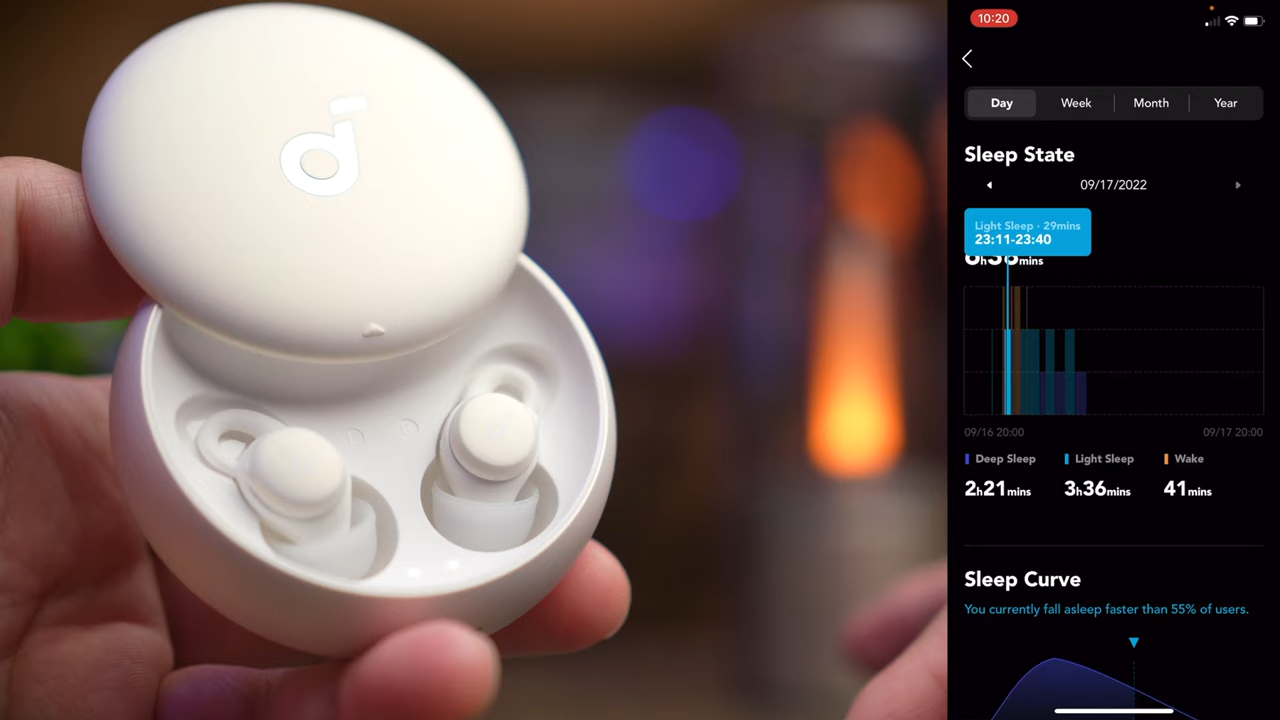 10:20
Day Week Month Year
Sleep State
09/17/2022
Light Sleep · 29mins
23:11-23:40
mins
09/16 20:00 09/17 20:00
Deep Sleep Light Sleep Wake
2h21mins 3h36mins 41mins
Sleep Curve
You currently fall asleep faster than 55% of users.